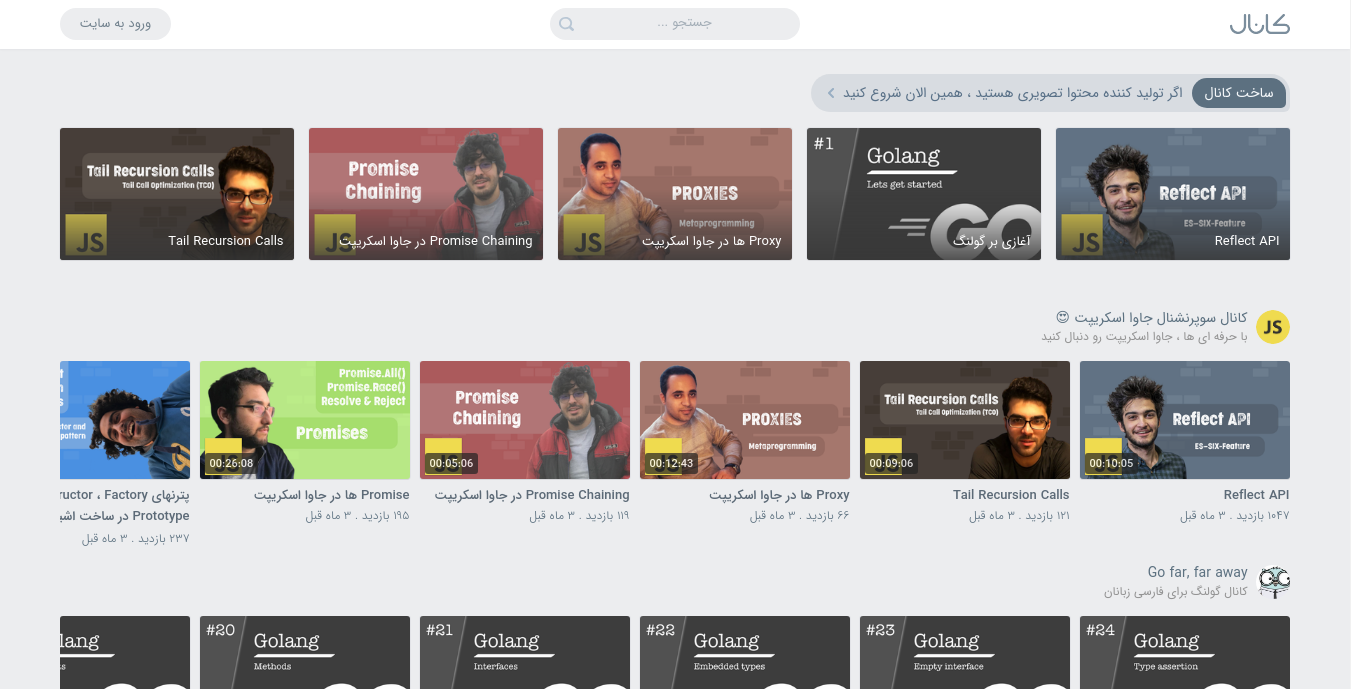 کانال
جستجو ...
ورود به سایت
ساخت کانال
اگر تولید کننده محتوا تصویری هستید ، همین الان شروع کنید
Reflect API
ES-SIX-Feature
JS
Reflect API
#1
Golang
Lets get started
GO
آغازی بر گولنگ
PROXIES
Metaprogramming
JS
Proxy ها در جاوا اسکریپت
Promise
Chaining
JS
Promise Chaining در جاوا اسکریپت
Tail Recursion Calls
Tail Call Optimization (TCO)
JS
Tail Recursion Calls
JS
کانال سوپرنشنال جاوا اسکریپت 😍
با حرفه ای ها ، جاوا اسکریپت رو دنبال کنید
Reflect API
ES-SIX-Feature
00:10:05
Reflect API
۱۰۴۷ بازدید . ۳ ماه قبل
Tail Recursion Calls
Tail Call Optimization (TCO)
00:09:06
Tail Recursion Calls
۱۲۱ بازدید . ۳ ماه قبل
PROXIES
Metaprogramming
00:12:43
Proxy ها در جاوا اسکریپت
۶۶ بازدید . ۳ ماه قبل
Promise
Chaining
00:05:06
Promise Chaining در جاوا اسکریپت
۱۱۹ بازدید . ۳ ماه قبل
Promise.All()
Promise.Race()
Resolve & Reject
Promises
00:26:08
Promise ها در جاوا اسکریپت
۱۹۵ بازدید . ۳ ماه قبل
pattern
پترنهای Factory ،
Prototype در ساخت
۲۳۷ بازدید . ۳ ماه قبل
Go far, far away
کانال گولنگ برای فارسی زبانان
#24
Golang
Type assertion
#23
Golang
Empty interface
#22
Golang
Embedded types
#21
Golang
Interfaces
#20
Golang
Methods